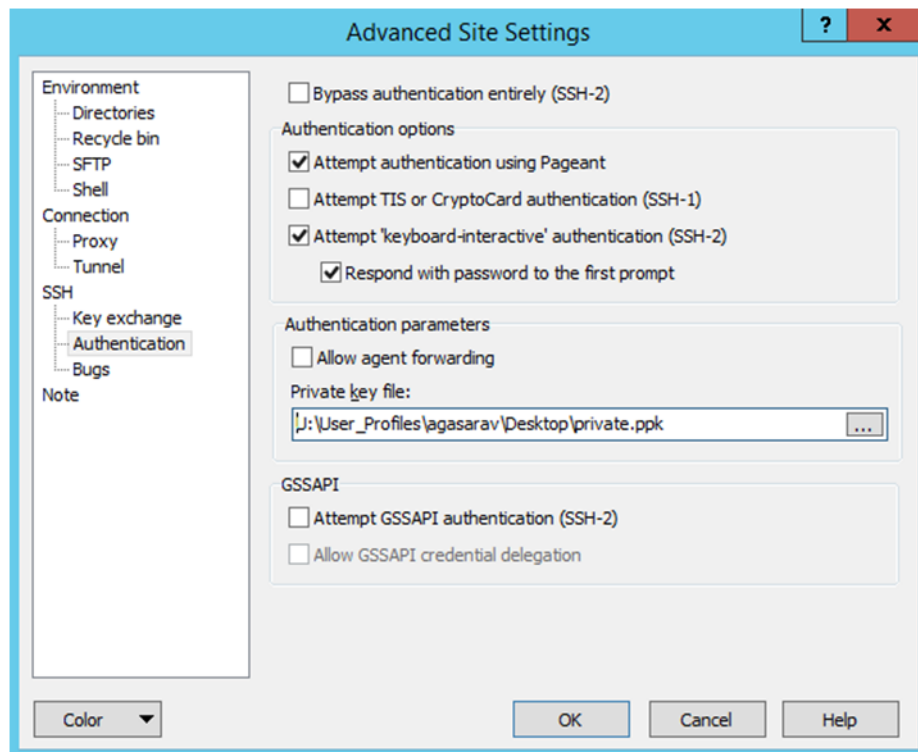 Advanced Site Settings
?
x
Environment
Directories
Recycle bin
SFTP
Shell
Connection
Proxy
Tunnel
SSH
Key exchange
Authentication
Bugs
Note
Bypass authentication entirely (SSH-2)
Authentication options
Attempt authentication using Pageant
Attempt TIS or CryptoCard authentication (SSH-1)
Attempt 'keyboard-interactive' authentication (SSH-2)
Respond with password to the first prompt
Authentication parameters
Allow agent forwarding
Private key file:
J:\User_Profiles\agasarav\Desktop\private.ppk
...
GSSAPI
Attempt GSSAPI authentication (SSH-2)
Allow GSSAPI credential delegation
Color
OK
Cancel
Help